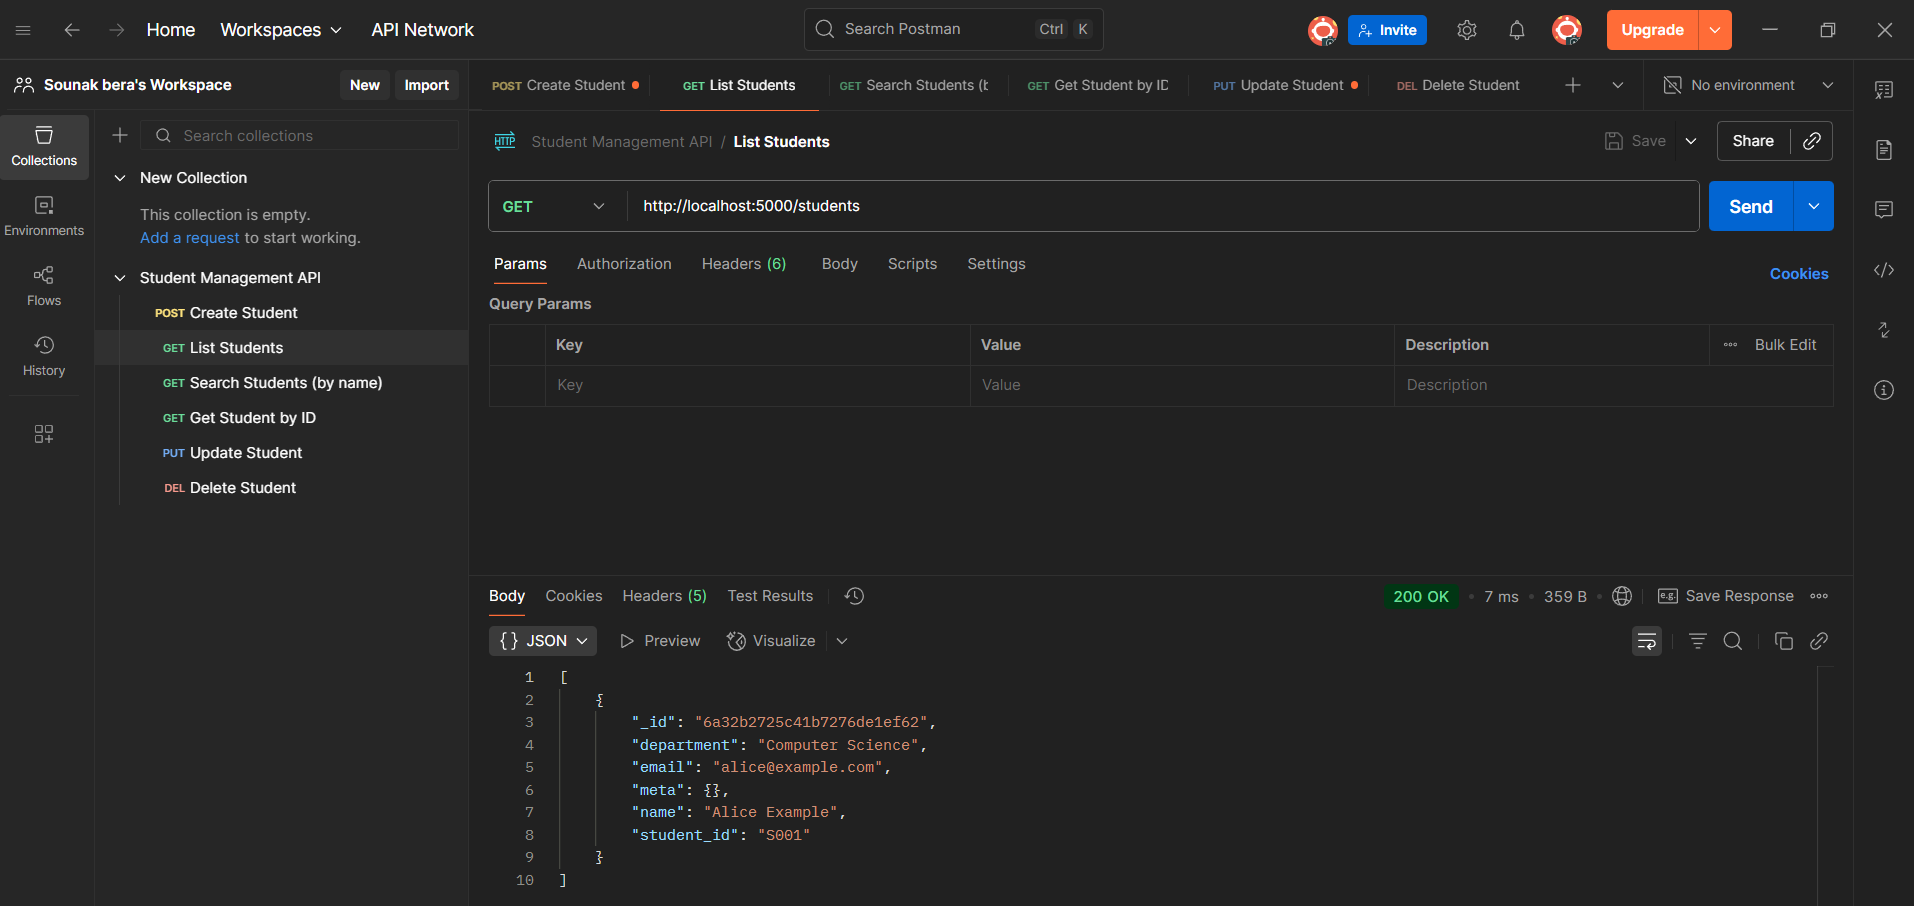 Home Workspaces API Network Search Postman Ctrl K Invite Upgrade
Sounak bera's Workspace New Import
POST Create Student GET List Students GET Search Students (b GET Get Student by ID PUT Update Student DEL Delete Student No environment
Collections
Environments
Flows
History
Search collections
New Collection
This collection is empty.
Add a request to start working.
Student Management API
POST Create Student
GET List Students
GET Search Students (by name)
GET Get Student by ID
PUT Update Student
DEL Delete Student
HTTP Student Management API / List Students Save Share
GET http://localhost:5000/students Send
Params Authorization Headers (6) Body Scripts Settings Cookies
Query Params
Key Value Description Bulk Edit
Key Value Description
Body Cookies Headers (5) Test Results 200 OK 7 ms 359 B e.g. Save Response
{} JSON Preview Visualize
1 [
2 {
3 "_id": "6a32b2725c41b7276de1ef62",
4 "department": "Computer Science",
5 "email": "alice@example.com",
6 "meta": {},
7 "name": "Alice Example",
8 "student_id": "S001"
9 }
10 ]